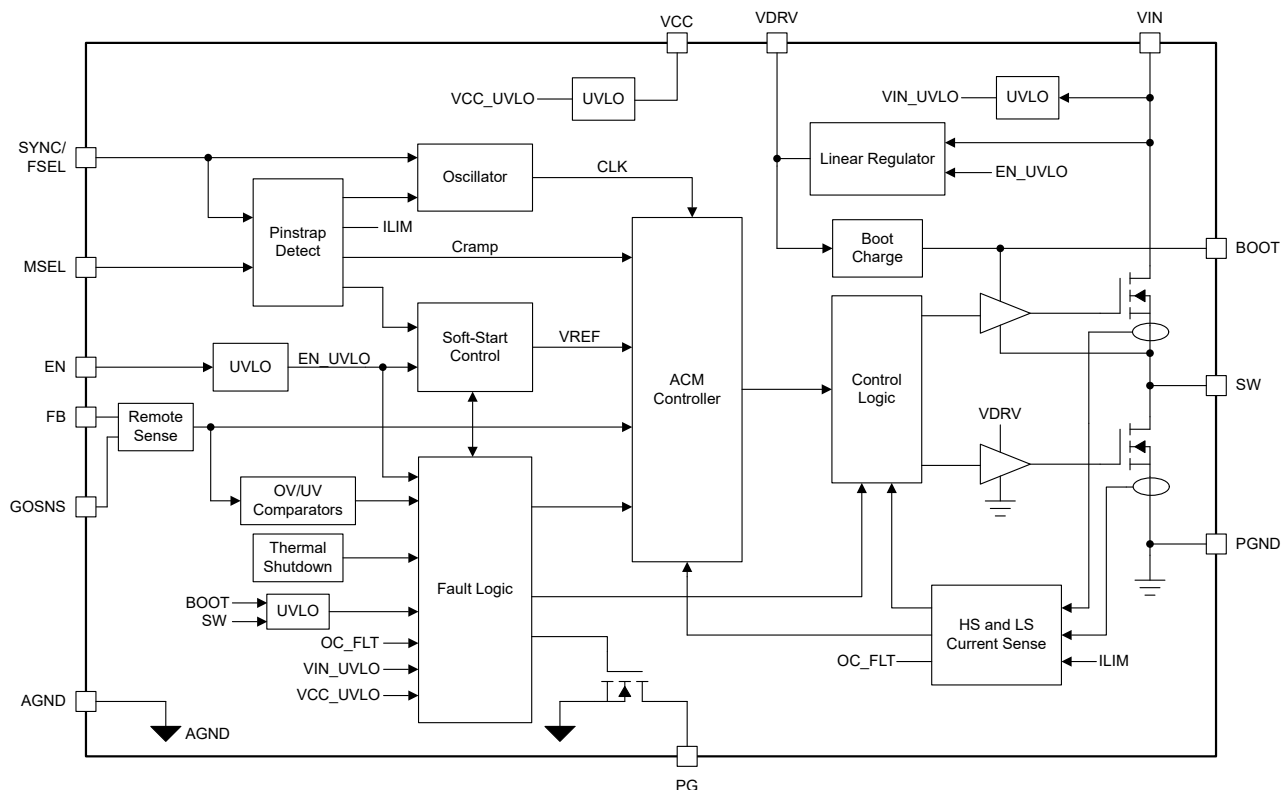 VCC
VDRV
VIN
VCC_UVLO
UVLO
VIN_UVLO
UVLO
SYNC/
FSEL
Oscillator
CLK
Linear Regulator
EN_UVLO
Pinstrap
Detect
ILIM
Cramp
MSEL
Boot
Charge
BOOT
Soft-Start
Control
VREF
EN
UVLO
EN_UVLO
ACM
Controller
Control
Logic
SW
FB
Remote
Sense
VDRV
GOSNS
OV/UV
Comparators
Thermal
Shutdown
Fault Logic
PGND
BOOT
SW
UVLO
HS and LS
Current Sense
OC_FLT
OC_FLT
ILIM
VIN_UVLO
VCC_UVLO
AGND
AGND
PG